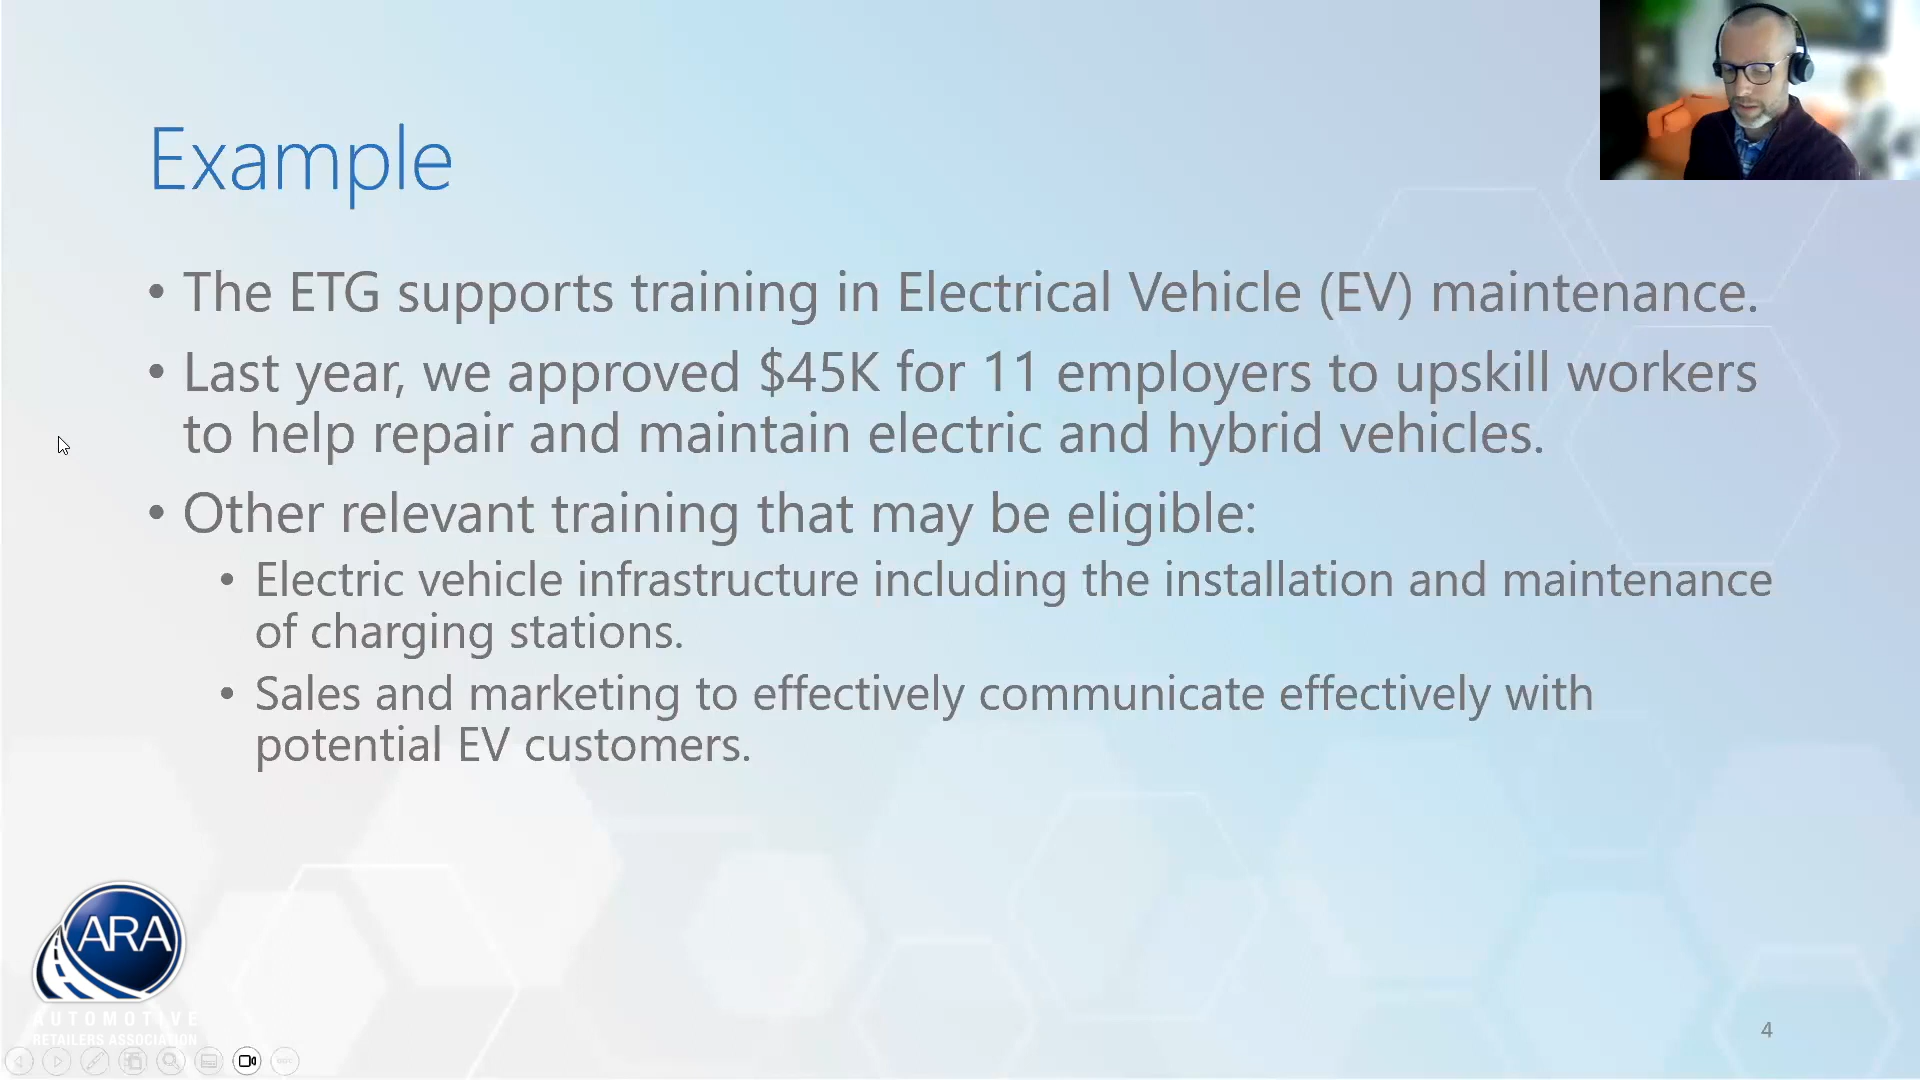 Example
• The ETG supports training in Electrical Vehicle (EV) maintenance.
• Last year, we approved $45K for 11 employers to upskill workers
to help repair and maintain electric and hybrid vehicles.
• Other relevant training that may be eligible:
• Electric vehicle infrastructure including the installation and maintenance
of charging stations.
• Sales and marketing to effectively communicate effectively with
potential EV customers.
ARA
AUTOMOTIVE
RETAILERS ASSOCIATION
4